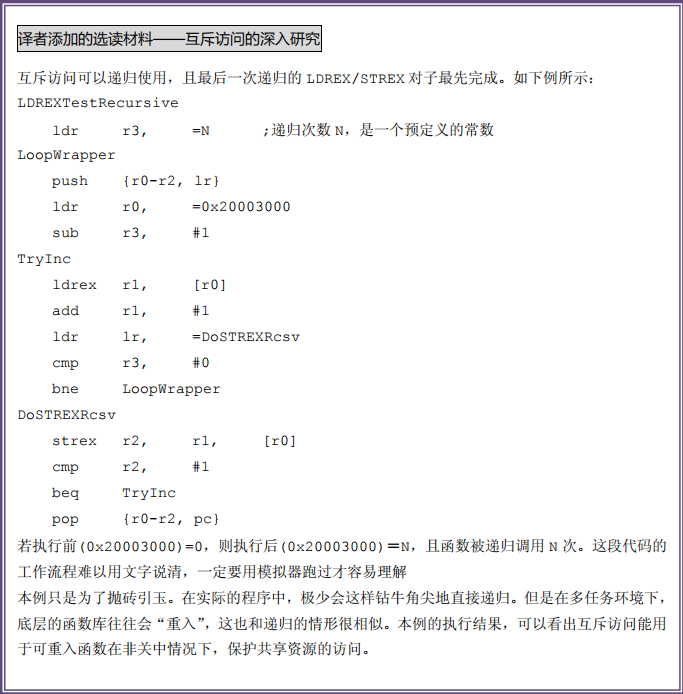 译者添加的选读材料——互斥访问的深入研究
互斥访问可以递归使用，且最后一次递归的 LDREX/STREX 对子最先完成。如下例所示：
LDREXTestRecursive
ldr r3, =N ;递归次数 N，是一个预定义的常数
LoopWrapper
push {r0-r2, lr}
ldr r0, =0x20003000
sub r3, #1
TryInc
ldrex r1, [r0]
add r1, #1
ldr lr, =DoSTREXRcsv
cmp r3, #0
bne LoopWrapper
DoSTREXRcsv
strex r2, r1, [r0]
cmp r2, #1
beq TryInc
pop {r0-r2, pc}
若执行前(0x20003000)=0，则执行后(0x20003000)＝N，且函数被递归调用 N 次。这段代码的
工作流程难以用文字说清，一定要用模拟器跑过才容易理解
本例只是为了抛砖引玉。在实际的程序中，极少会这样钻牛角尖地直接递归。但是在多任务环境下，
底层的函数库往往会“重入”，这也和递归的情形很相似。本例的执行结果，可以看出互斥访问能用
于可重入函数在非关中情况下，保护共享资源的访问。